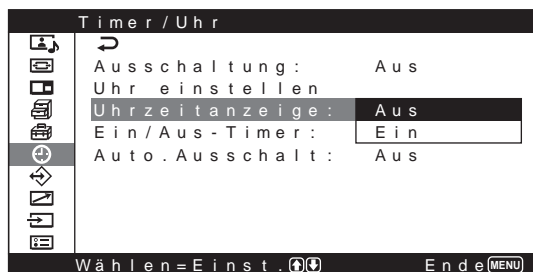 Timer/Uhr
Ausschaltung: Aus
Uhr einstellen
Uhrzeitanzeige: Aus
Ein/Aus-Timer: Ein
Auto.Ausschalt: Aus
Wählen=Einst. Ende MENU